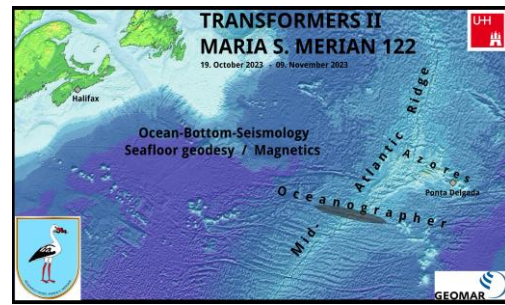 TRANSFORMERS II
MARIA S. MERIAN 122
19. October 2023 - 09. November 2023
UH
Halifax
Ocean-Bottom-Seismology
Seafloor geodesy / Magnetics
Mid-Atlantic Ridge
Azores
Ponta Delgada
Oceanographer
GEOMAR